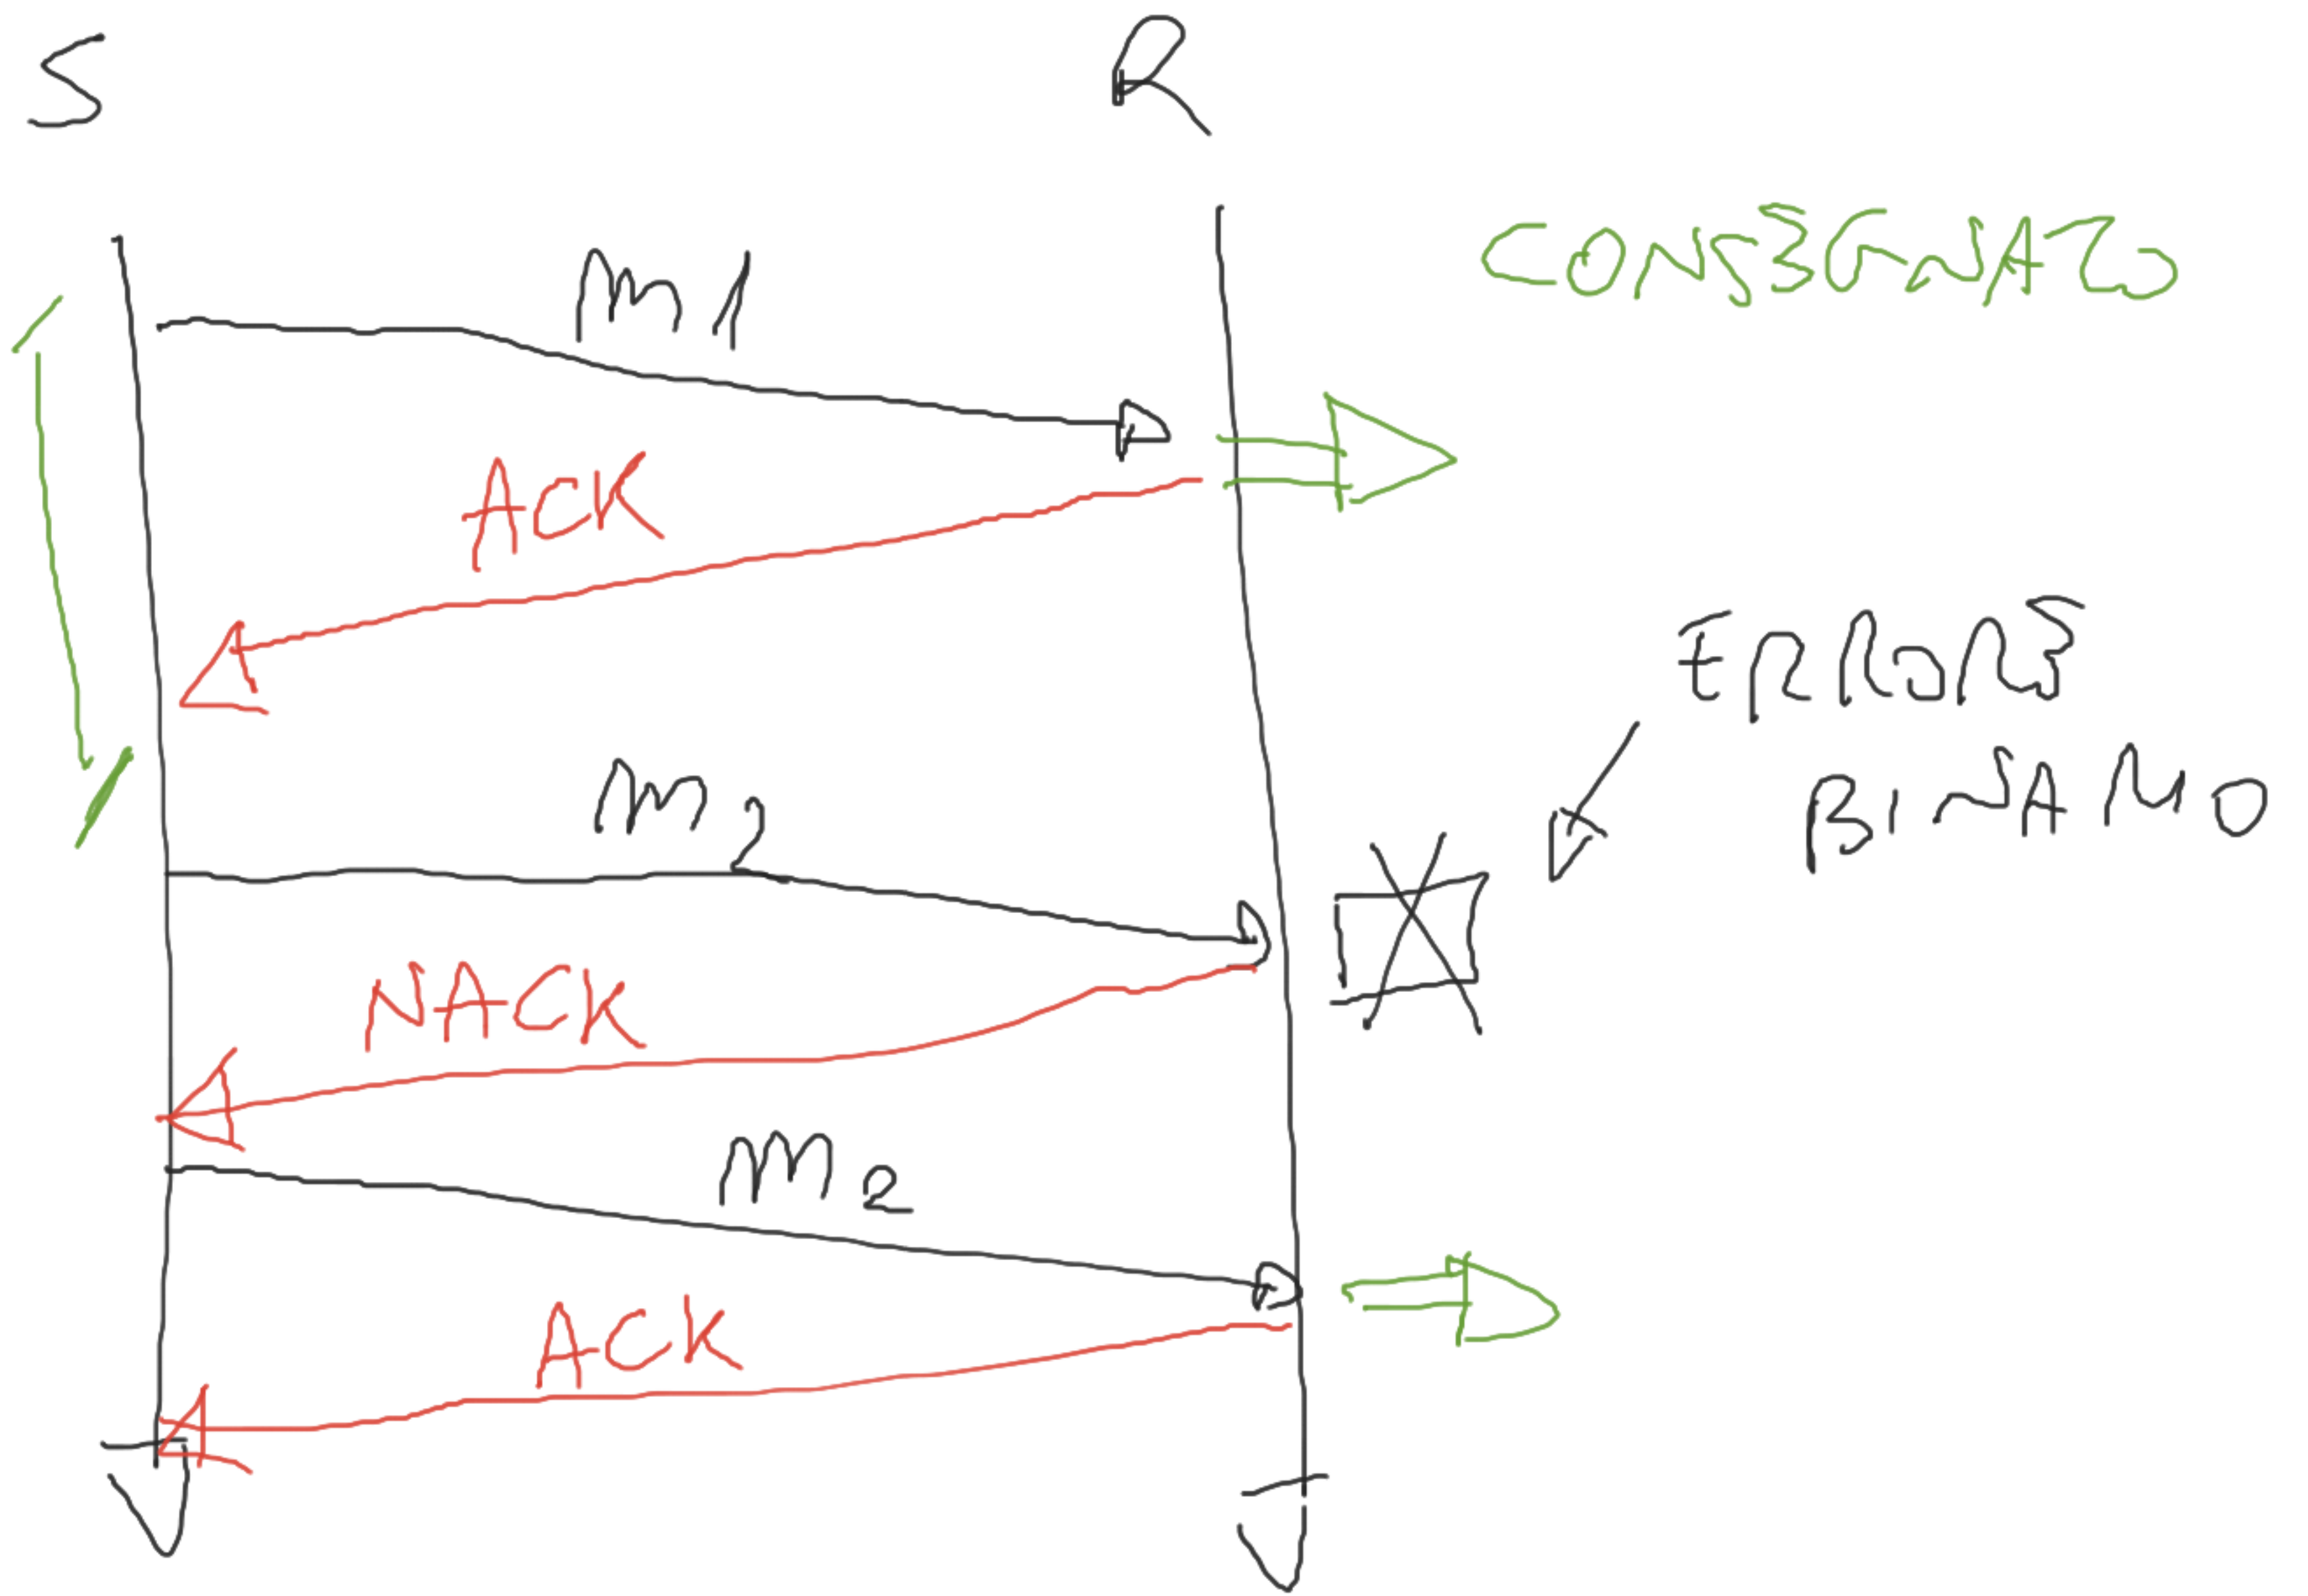 S
R
CONSEGNATO
m1
ACK
ERRORE
BINARIO
m2
NACK
m2
ACK